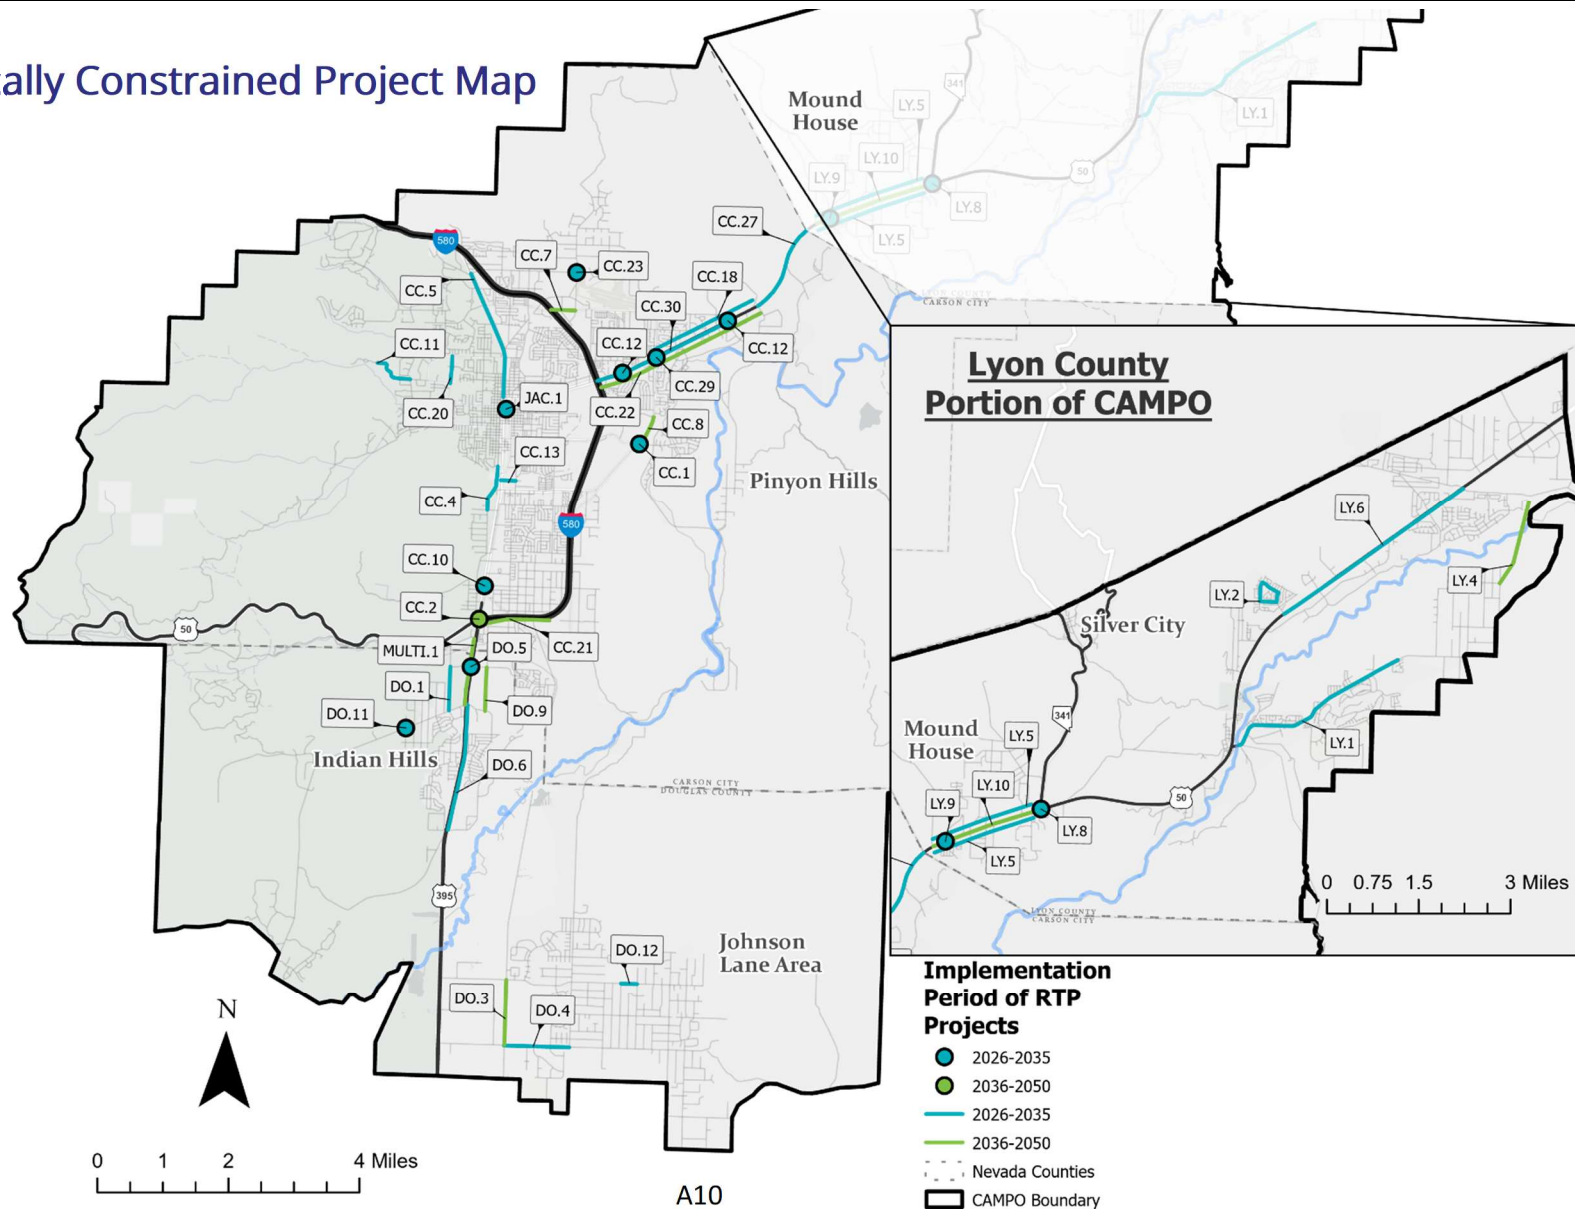 ally Constrained Project Map
Mound
House
341
LY.5
LY.1
LY.10
LY.9
50
LY.8
LY.5
CC.27
580
CC.7
CC.23
CC.5
CC.18
CC.30
LYON COUNTY
CARSON CITY
CC.11
CC.12
CC.12
CC.29
CC.20
JAC.1
CC.22
CC.8
CC.13
CC.1
Pinyon Hills
CC.4
580
CC.10
CC.2
50
MULTI.1
DO.5
CC.21
DO.1
DO.9
DO.11
Indian Hills
DO.6
CARSON CITY
DOUGLAS COUNTY
395
Johnson
Lane Area
DO.12
DO.3
DO.4
Lyon County
Portion of CAMPO
LY.6
LY.4
LY.2
Silver City
341
Mound
House
LY.5
LY.1
LY.10
50
LY.9
LY.8
LY.5
LYON COUNTY
CARSON CITY
0 0.75 1.5 3 Miles
N
0 1 2 4 Miles
Implementation
Period of RTP
Projects
2026-2035
2036-2050
2026-2035
2036-2050
Nevada Counties
CAMPO Boundary
A10